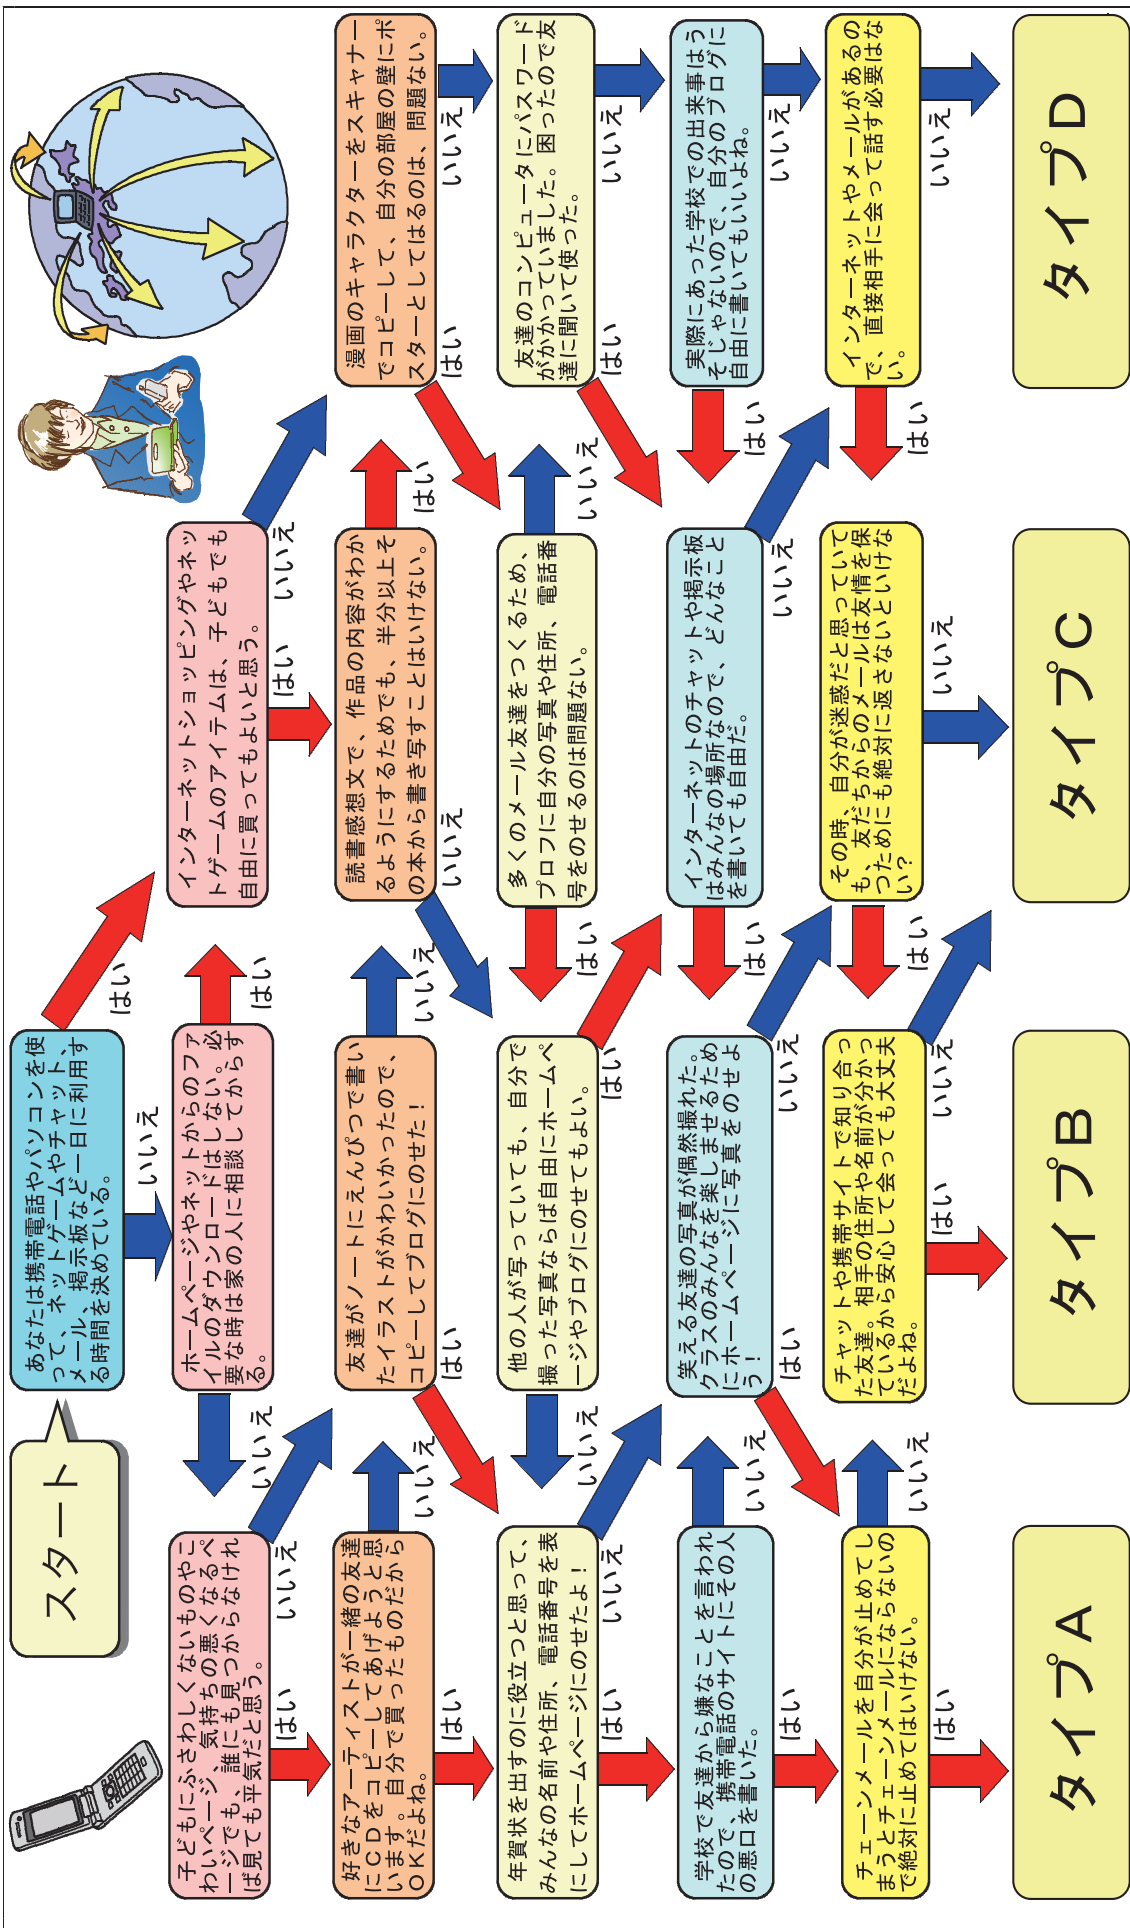 スタート
あなたは携帯電話やパソコンを使
って、ネットゲームやチャット、
メール、掲示板など一日に利用す
る時間を決めている。
はい
いいえ
子どもにふさわしくないものやこ
わいページ、気持ちの悪くなるペ
ージでも、誰にも見つからなけれ
ば見ても平気だと思う。
はい
いいえ
ホームページやネットからのファ
イルのダウンロードはしない。必
要な時は家の人に相談してからす
る。
いいえ
はい
インターネットショッピングやネッ
トゲームのアイテムは、子どもでも
自由に買ってもよいと思う。
はい
いいえ
好きなアーティストが一緒の友達
にＣＤをコピーしてあげようと思
います。自分で買ったものだから
ＯＫだよね。
はい
いいえ
友達がノートにえんぴつで書い
たイラストがかわいかったので、
コピーしてブログにのせた！
はい
いいえ
読書感想文で、作品の内容がわか
るようにするためでも、半分以上そ
の本から書き写すことはいけない。
いいえ
はい
漫画のキャラクターをスキャナー
でコピーして、自分の部屋の壁にポ
スターとしてはるのは、問題ない。
はい
いいえ
年賀状を出すのに役立つと思って、
みんなの名前や住所、電話番号を表
にしてホームページにのせたよ！
はい
いいえ
他の人が写っていても、自分で
撮った写真ならば自由にホームペ
ージやブログにのせてもよい。
いいえ
はい
多くのメール友達をつくるため、
プロフに自分の写真や住所、電話番
号をのせるのは問題ない。
はい
いいえ
友達のコンピュータにパスワード
がかかっていました。困ったので友
達に聞いて使った。
はい
いいえ
学校で友達から嫌なことを言われ
たので、携帯電話のサイトにその人
の悪口を書いた。
はい
いいえ
笑える友達の写真が偶然撮れた。
クラスのみんなを楽しませるため
にホームページに写真をのせよ
う！
はい
いいえ
インターネットのチャットや掲示板
はみんなの場所なので、どんなこと
を書いても自由だ。
はい
いいえ
実際にあった学校での出来事はう
そじゃないので、自分のブログに
自由に書いてもいいよね。
はい
いいえ
チェーンメールを自分が止めてし
まうとチェーンメールにならないの
で絶対に止めてはいけない。
はい
いいえ
チャットや携帯サイトで知り合っ
た友達。相手の住所や名前が分かっ
ているから安心して会っても大丈夫
だよね。
はい
いいえ
その時、自分が迷惑だと思っていて
も、友だちからのメールは友情を保
つためにも絶対に返さないといけな
い？
はい
いいえ
インターネットやメールがあるの
で、直接相手に会って話す必要はな
い。
はい
いいえ
タイプＡ
タイプＢ
タイプＣ
タイプＤ